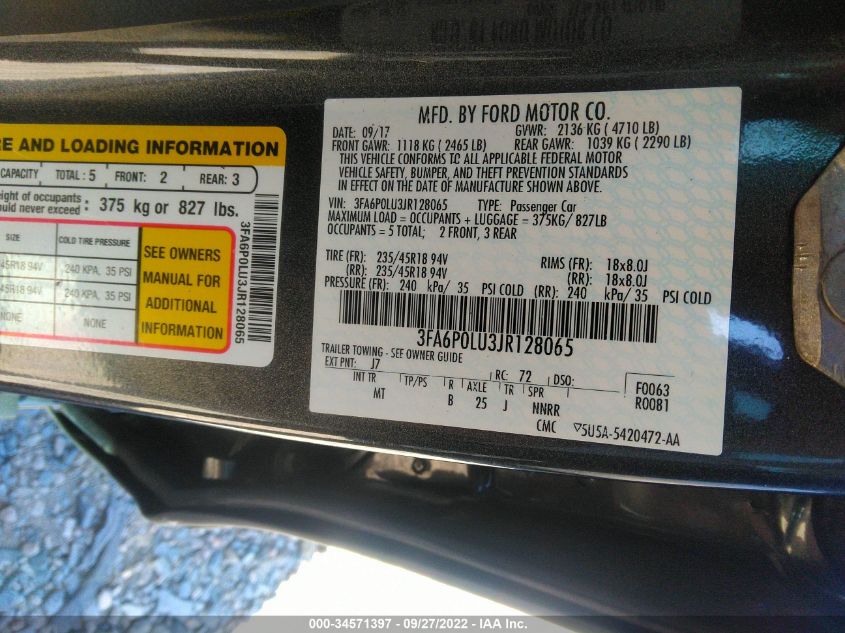 RE AND LOADING INFORMATION
CAPACITY TOTAL : 5 FRONT: 2 REAR: 3
eight of occupants
ould never exceed : 375 kg or 827 lbs.
SIZE COLD TIRE PRESSURE
45R18 94V 240 KPA, 35 PSI
45R18 94V 240 KPA, 35 PSI
NONE NONE
SEE OWNERS
MANUAL FOR
ADDITIONAL
INFORMATION
3FA6P0LU3JR128065
MFD. BY FORD MOTOR CO.
DATE: 09/17 GVWR: 2136 KG ( 4710 LB)
FRONT GAWR: 1118 KG ( 2465 LB) REAR GAWR: 1039 KG ( 2290 LB)
THIS VEHICLE CONFORMS TO ALL APPLICABLE FEDERAL MOTOR
VEHICLE SAFETY, BUMPER, AND THEFT PREVENTION STANDARDS
IN EFFECT ON THE DATE OF MANUFACTURE SHOWN ABOVE.
VIN: 3FA6P0LU3JR128065 TYPE: Passenger Car
MAXIMUM LOAD = OCCUPANTS + LUGGAGE = 375KG/ 827LB
OCCUPANTS = 5 TOTAL; 2 FRONT, 3 REAR
TIRE (FR): 235/45R18 94V RIMS (FR): 18x8.0J
(RR): 235/45R18 94V (RR): 18x8.0J
PRESSURE (FR): 240 kPa/ 35 PSI COLD (RR): 240 kPa/ 35 PSI COLD
3FA6P0LU3JR128065
TRAILER TOWING - SEE OWNER GUIDE
EXT PNT: J7 RC: 72 DSO: F0063
INT TR TP/PS R AXLE TR SPR R0081
MT B 25 J NNRR
CMC ▽5USA-5420472-AA
000-34571397 - 09/27/2022 - IAA Inc.